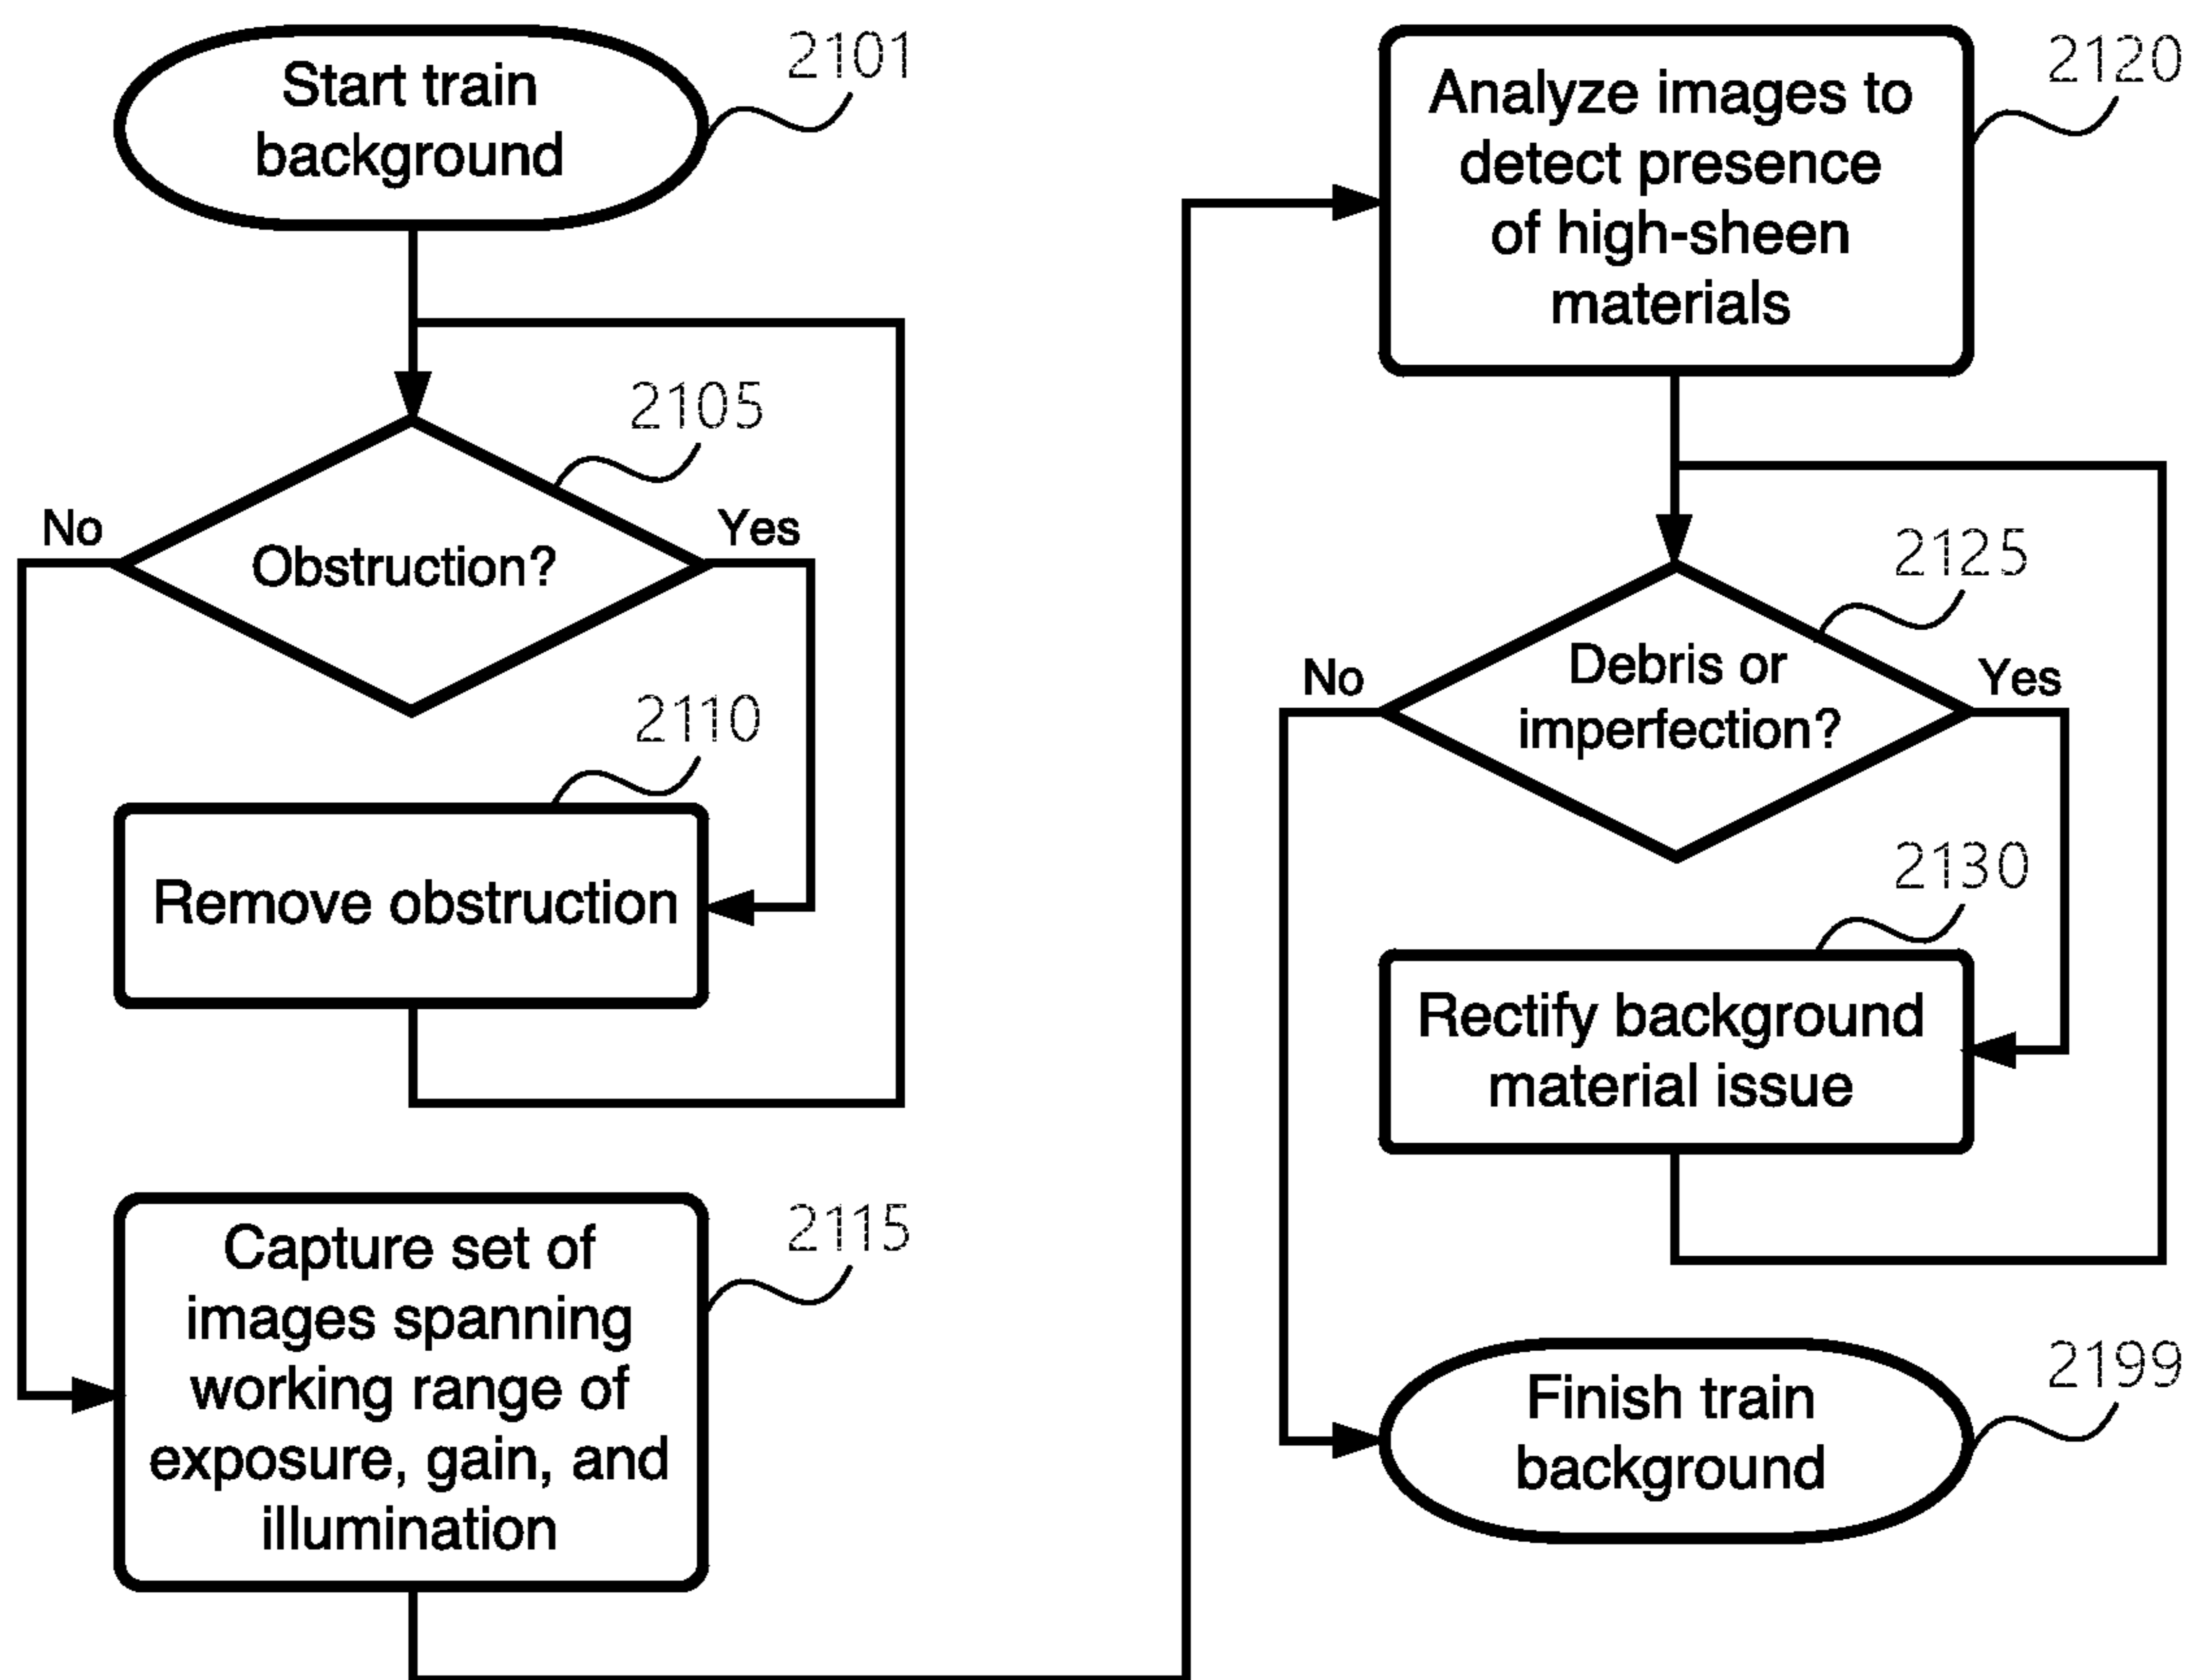 Start train
background
2101
2105
No
Obstruction?
Yes
2110
Remove obstruction
Capture set of
images spanning
working range of
exposure, gain, and
illumination
2115
Analyze images to
detect presence
of high-sheen
materials
2120
2125
No
Debris or
imperfection?
Yes
2130
Rectify background
material issue
Finish train
background
2199